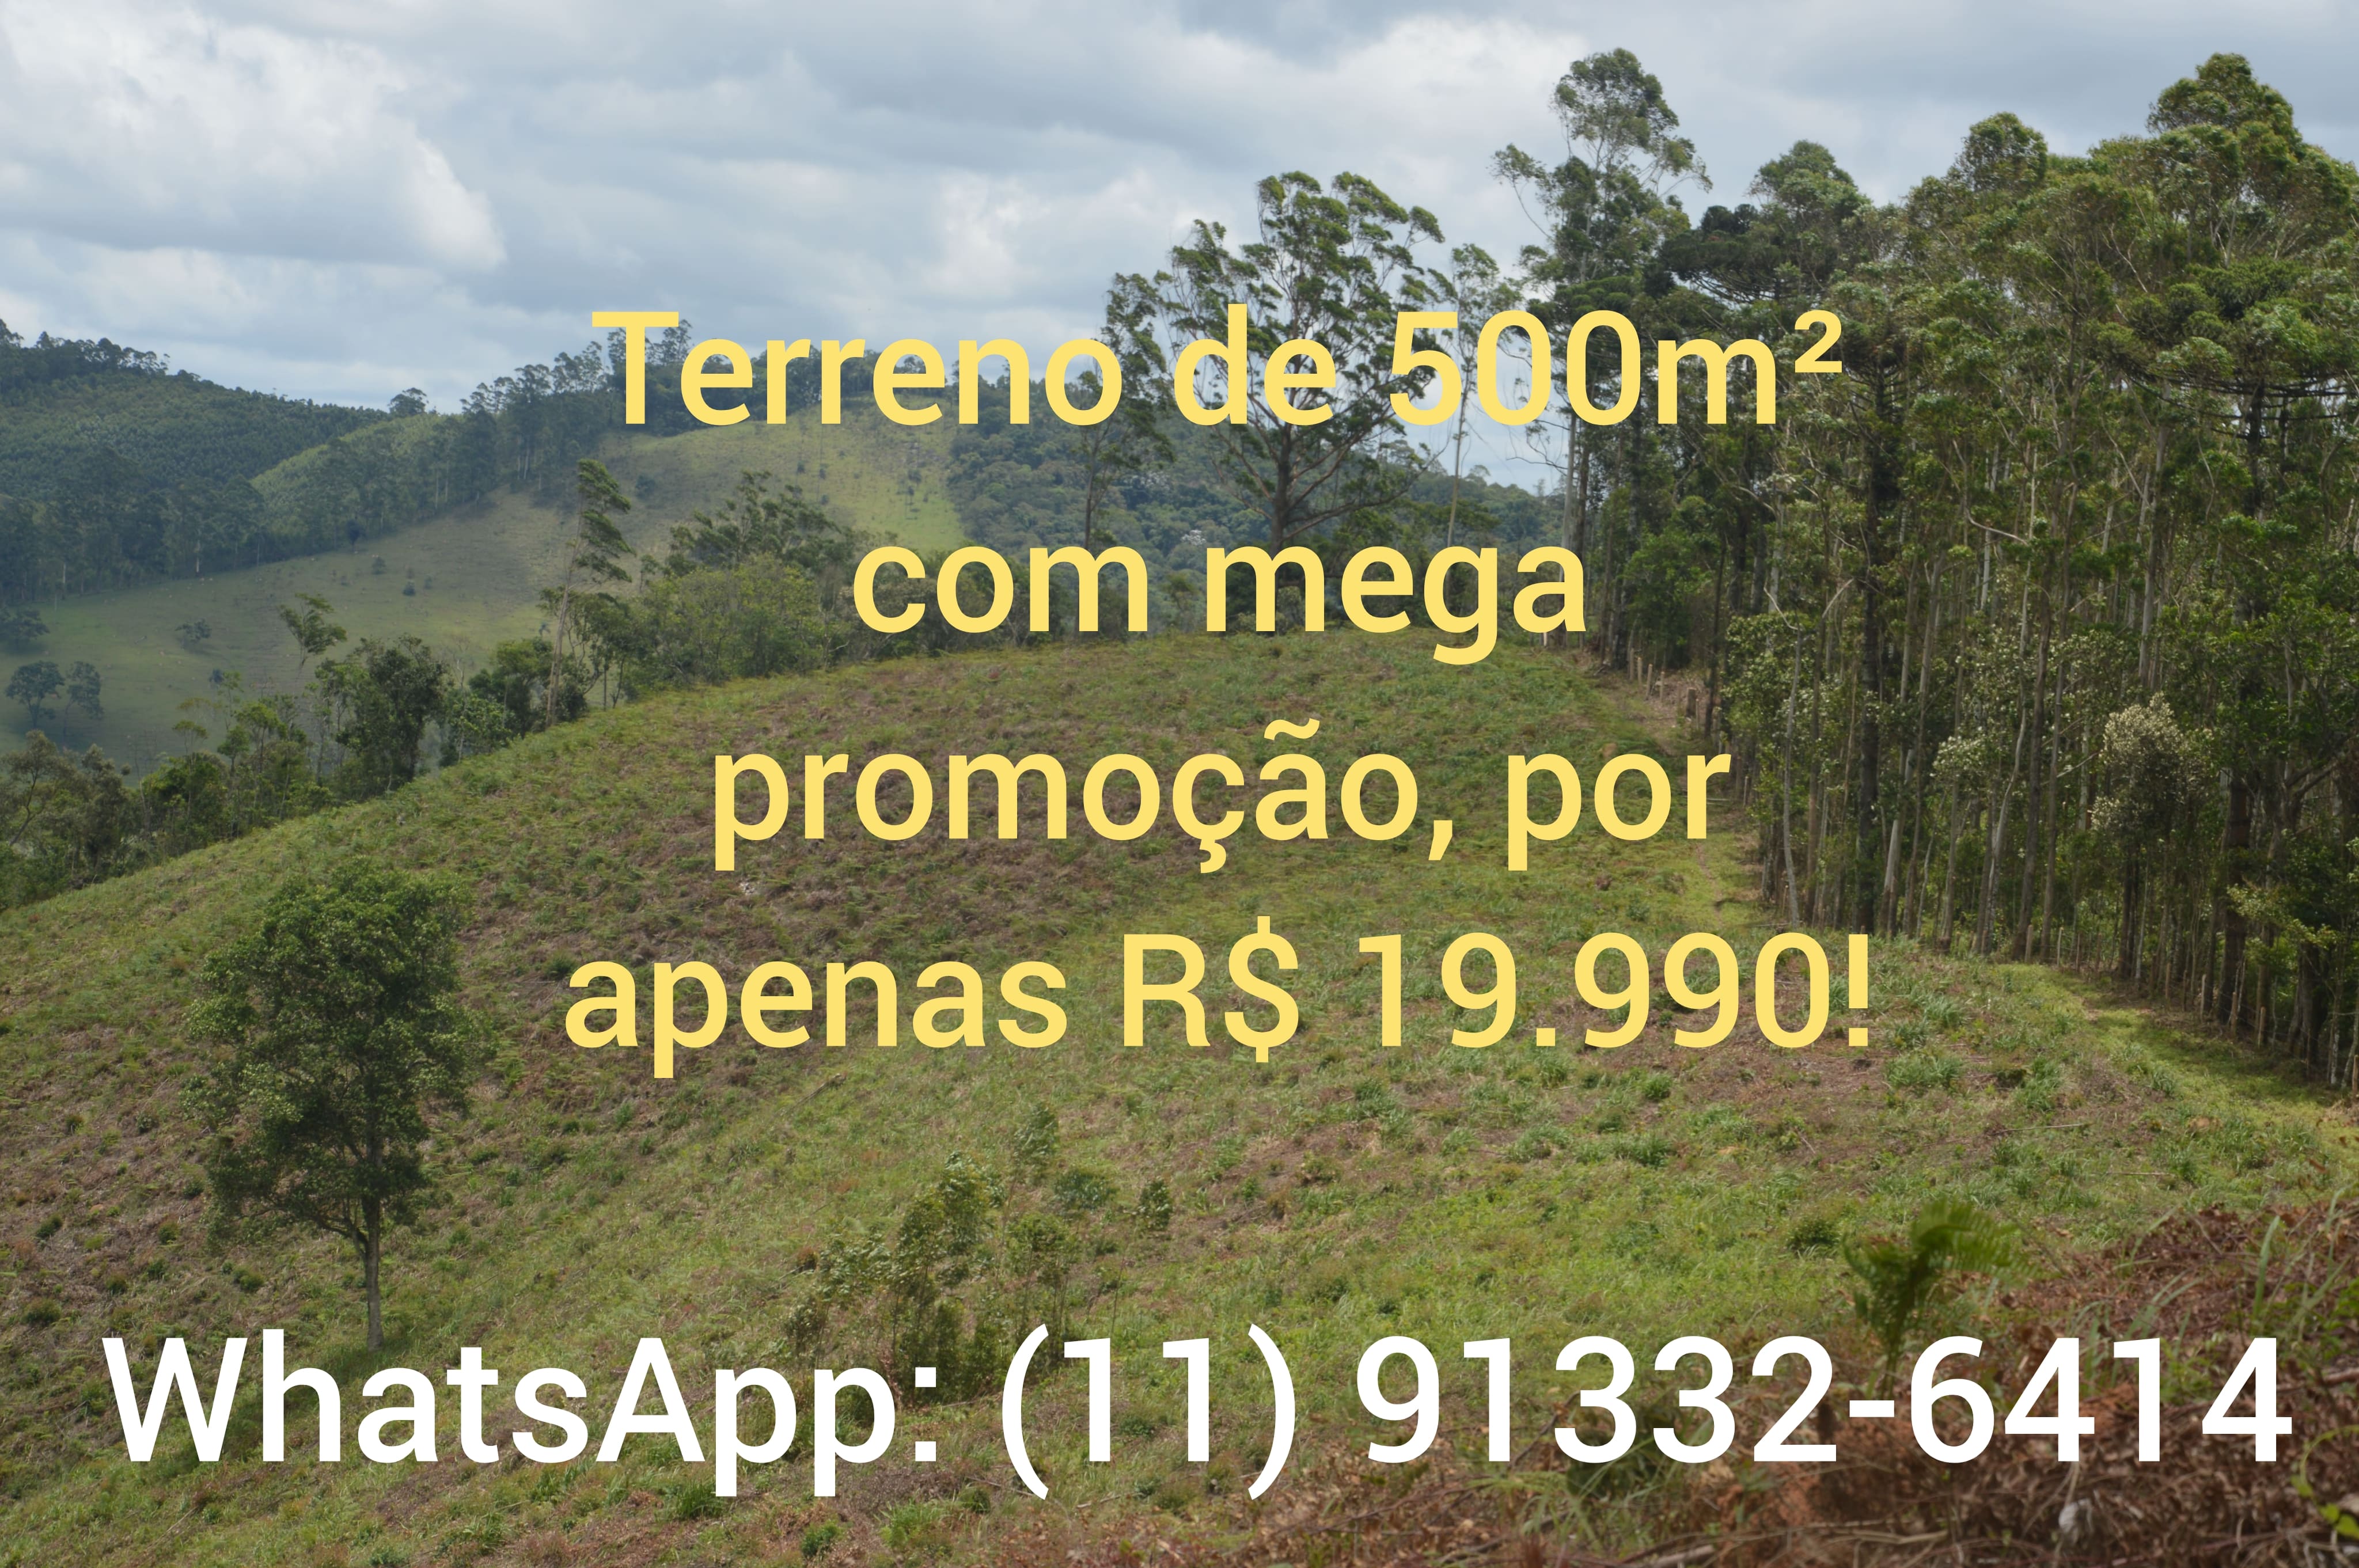 Terreno de 500m²
com mega
promoção, por
apenas R$ 19.990!
WhatsApp: (11) 91332-6414